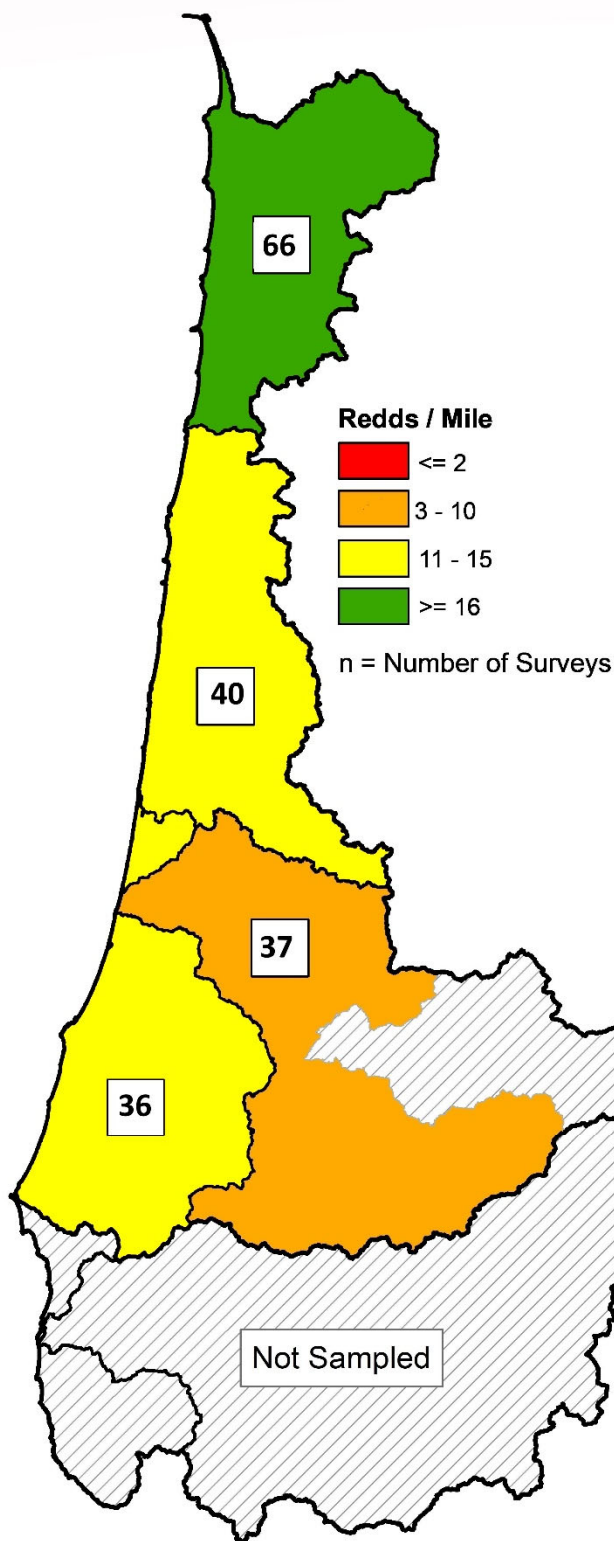 66
Redds / Mile
<= 2
3 - 10
11 - 15
>= 16
n = Number of Surveys
40
37
36
Not Sampled